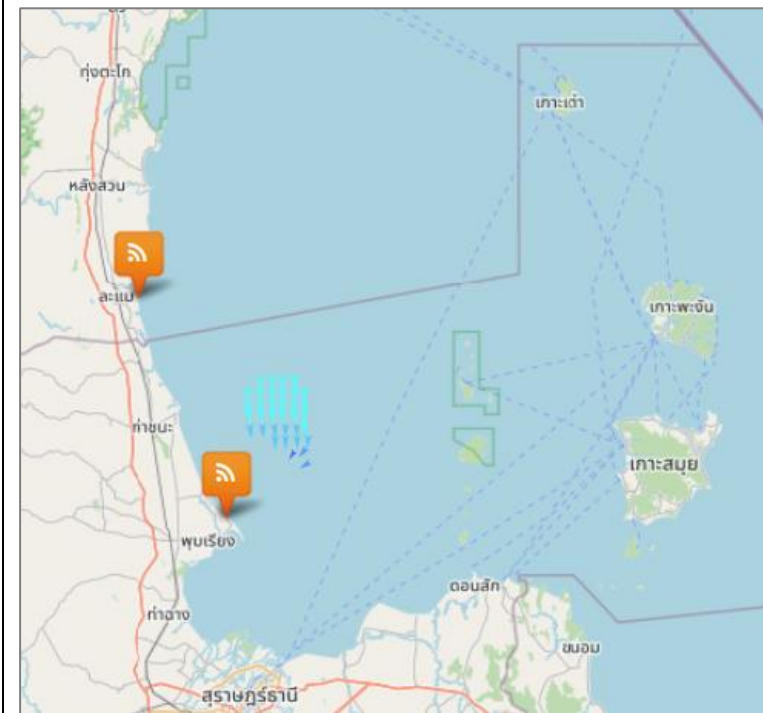 ทุ่งตะโก
เกาะเต่า
หลังสวน
ละแม
เกาะพะงัน
ท่าชนะ
เกาะสมุย
พุมเรียง
ดอนสัก
ท่าฉาง
ขนอม
สุราษฎร์ธานี